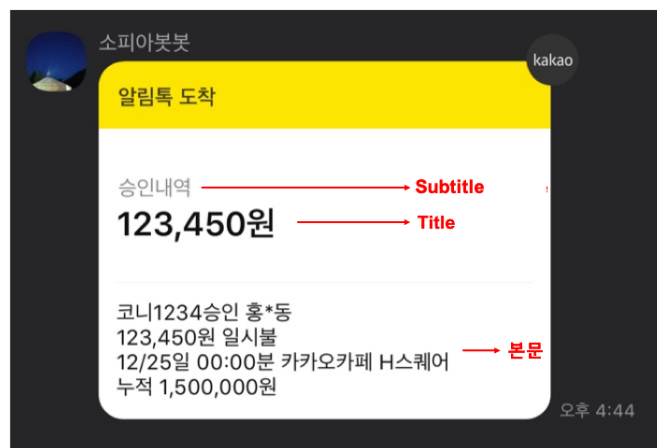 소피아봇봇
kakao
알림톡 도착
승인내역 Subtitle
123,450원 Title
코니1234승인 홍*동
123,450원 일시불
12/25일 00:00분 카카오카페 H스퀘어 본문
누적 1,500,000원
오후 4:44